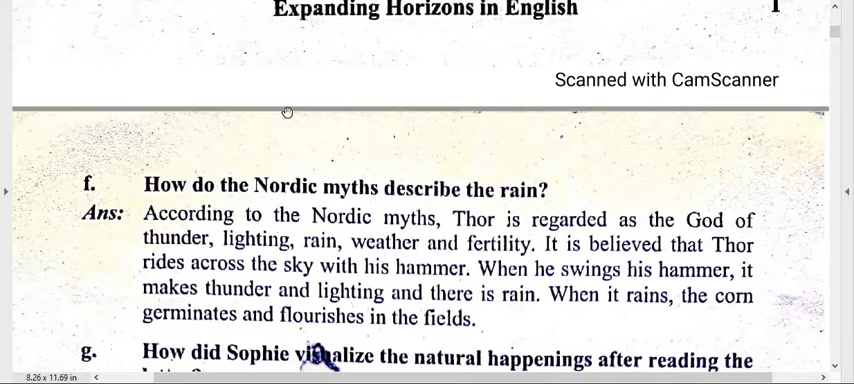 Expanding Horizons in English 1
Scanned with CamScanner
f. How do the Nordic myths describe the rain?
Ans: According to the Nordic myths, Thor is regarded as the God of
thunder, lighting, rain, weather and fertility. It is believed that Thor
rides across the sky with his hammer. When he swings his hammer, it
makes thunder and lighting and there is rain. When it rains, the corn
germinates and flourishes in the fields.
g. How did Sophie visualize the natural happenings after reading the
8.26 x 11.69 in